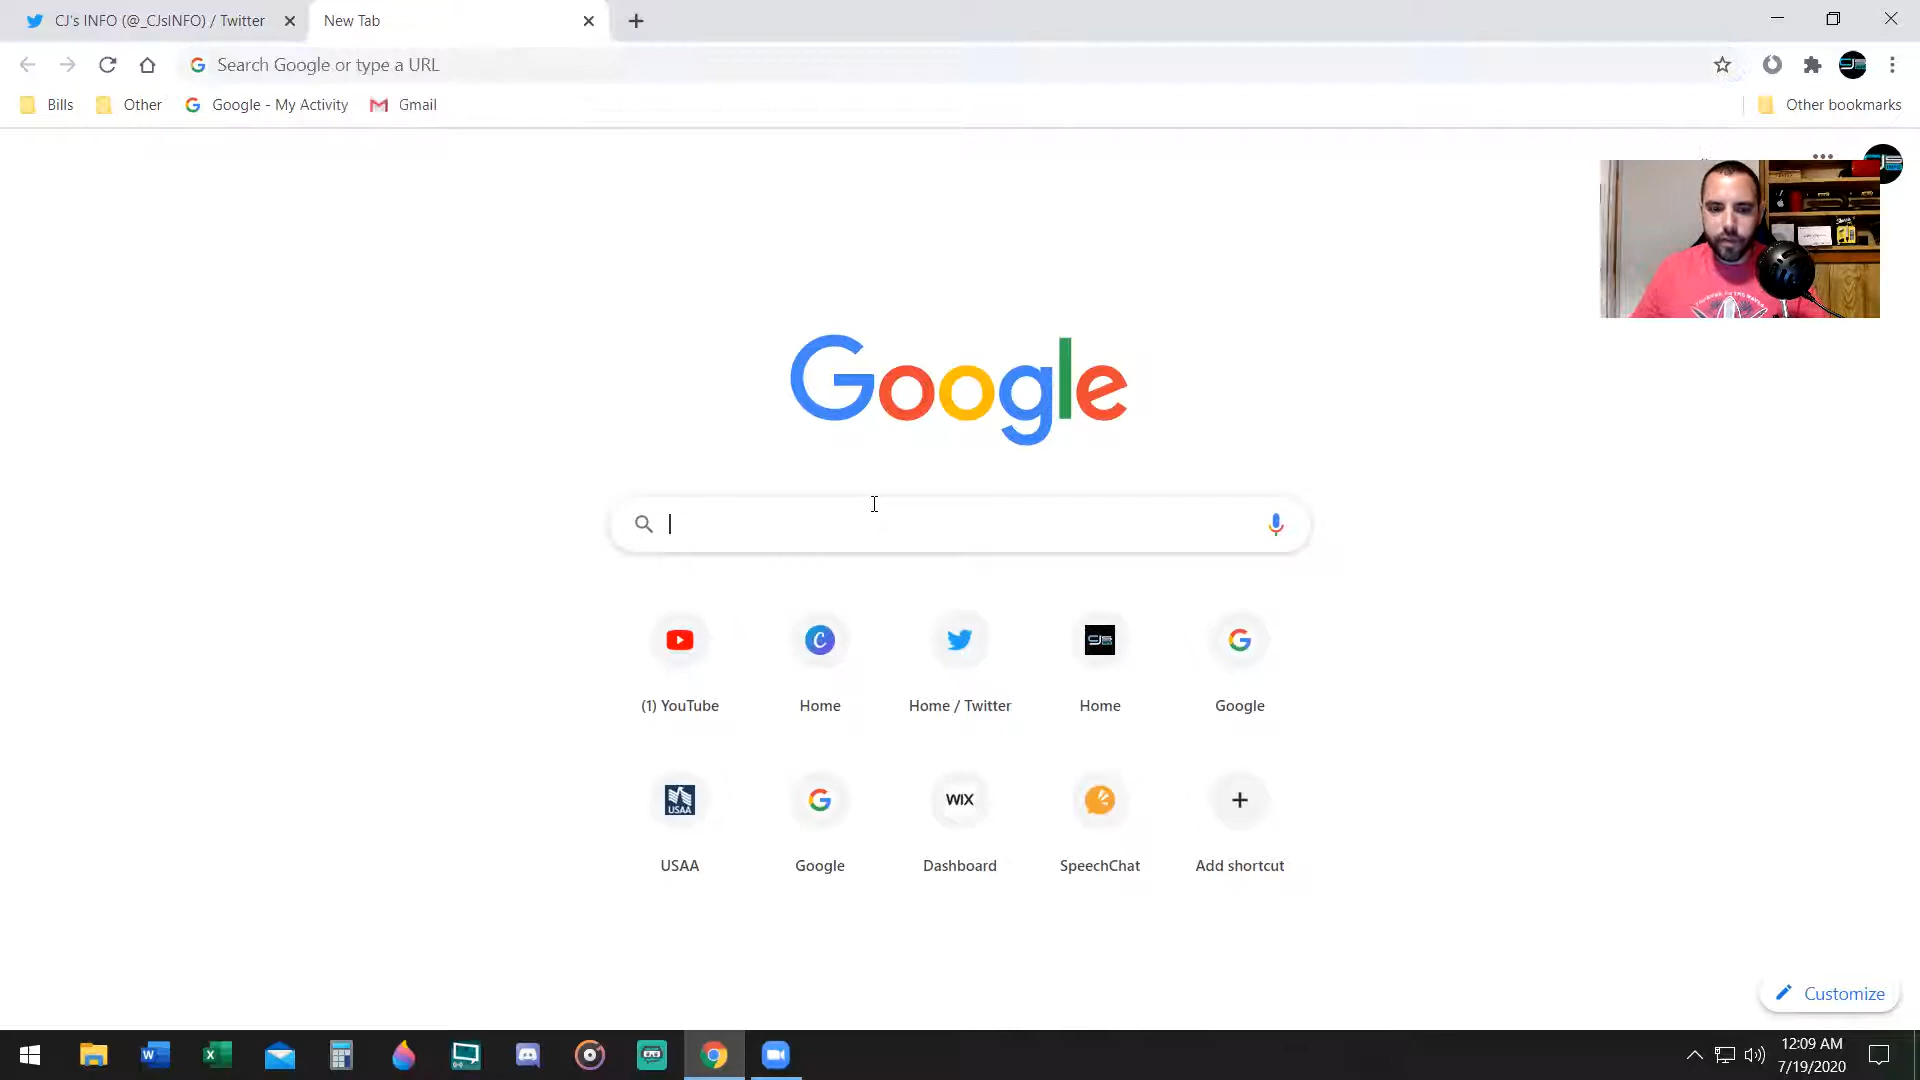 CJ's INFO (@_CJsINFO) / Twitter
New Tab
Search Google or type a URL
Bills
Other
Google - My Activity
Gmail
Other bookmarks
Google
(1) YouTube
Home
Home / Twitter
Home
Google
USAA
WIX
USAA
Google
Dashboard
SpeechChat
Add shortcut
Customize
12:09 AM
7/19/2020